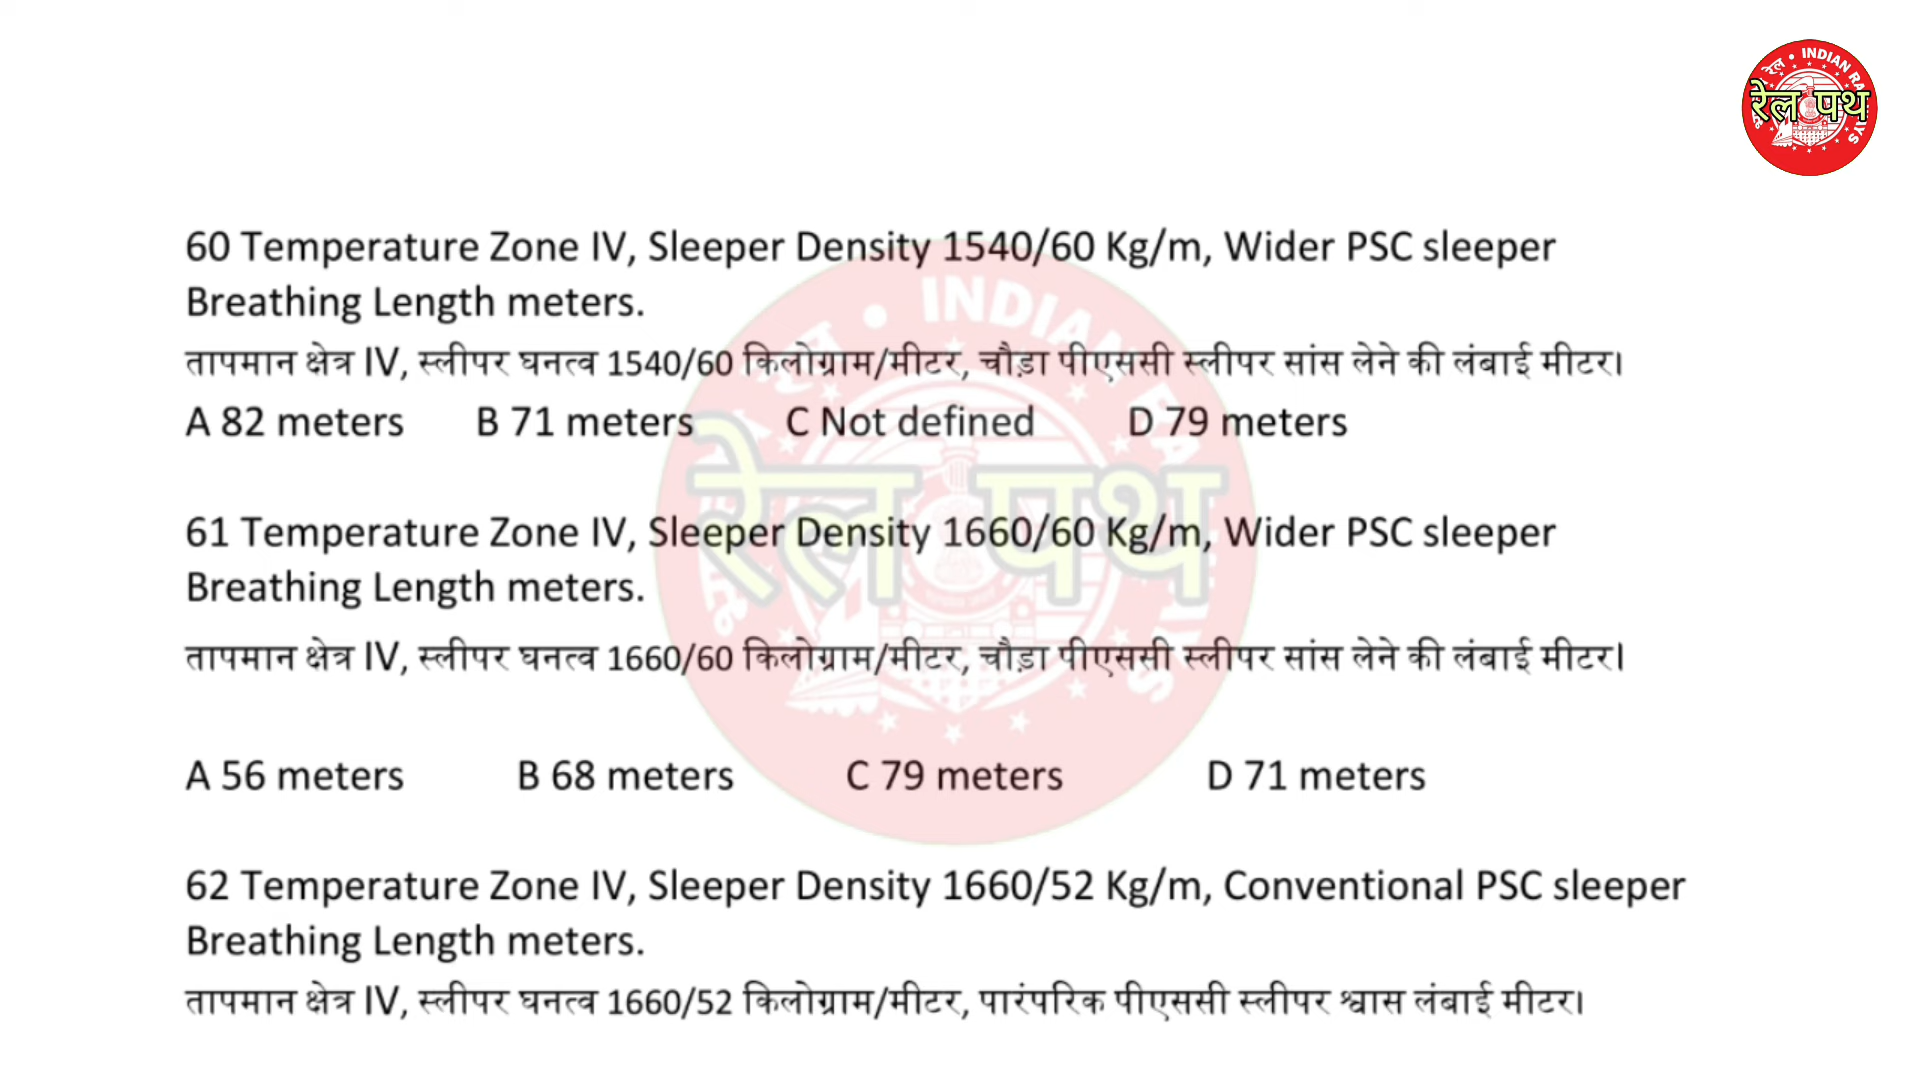 INDIAN RA
रेल पथ
60 Temperature Zone IV, Sleeper Density 1540/60 Kg/m, Wider PSC sleeper
Breathing Length meters.
तापमान क्षेत्र IV, स्लीपर घनत्व 1540/60 किलोग्राम/मीटर, चौड़ा पीएससी स्लीपर सांस लेने की लंबाई मीटर।
A 82 meters B 71 meters C Not defined D 79 meters
रेल पथ
61 Temperature Zone IV, Sleeper Density 1660/60 Kg/m, Wider PSC sleeper
Breathing Length meters.
तापमान क्षेत्र IV, स्लीपर घनत्व 1660/60 किलोग्राम/मीटर, चौड़ा पीएससी स्लीपर सांस लेने की लंबाई मीटर।
A 56 meters B 68 meters C 79 meters D 71 meters
62 Temperature Zone IV, Sleeper Density 1660/52 Kg/m, Conventional PSC sleeper
Breathing Length meters.
तापमान क्षेत्र IV, स्लीपर घनत्व 1660/52 किलोग्राम/मीटर, पारंपरिक पीएससी स्लीपर श्वास लंबाई मीटर।